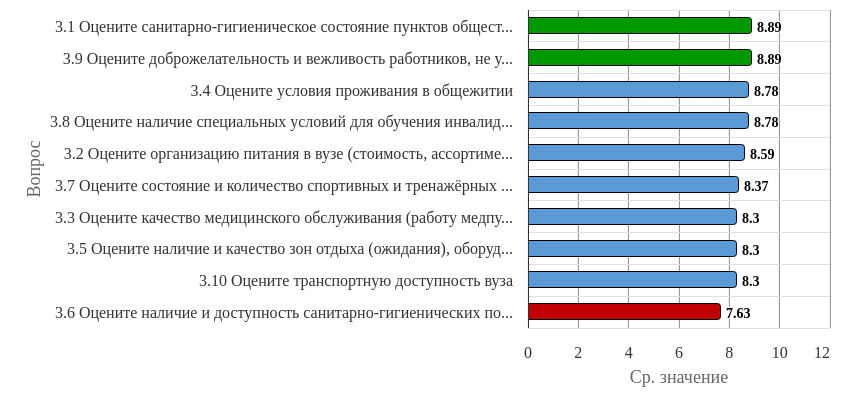 3.1 Оцените санитарно-гигиеническое состояние пунктов общест... 8.89
3.9 Оцените доброжелательность и вежливость работников, не у... 8.89
3.4 Оцените условия проживания в общежитии 8.78
3.8 Оцените наличие специальных условий для обучения инвалид... 8.78
3.2 Оцените организацию питания в вузе (стоимость, ассортиме... 8.59
3.7 Оцените состояние и количество спортивных и тренажёрных ... 8.37
3.3 Оцените качество медицинского обслуживания (работу медпу... 8.3
3.5 Оцените наличие и качество зон отдыха (ожидания), оборуд... 8.3
3.10 Оцените транспортную доступность вуза 8.3
3.6 Оцените наличие и доступность санитарно-гигиенических по... 7.63
Вопрос
0 2 4 6 8 10 12
Ср. значение